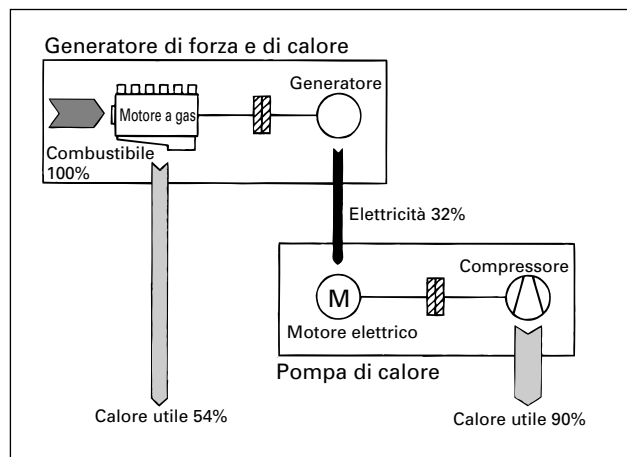 Generatore di forza e di calore
Generatore
Motore a gas
Combustibile
100%
Elettricità 32%
Compressore
M
Motore elettrico
Pompa di calore
Calore utile 54%
Calore utile 90%